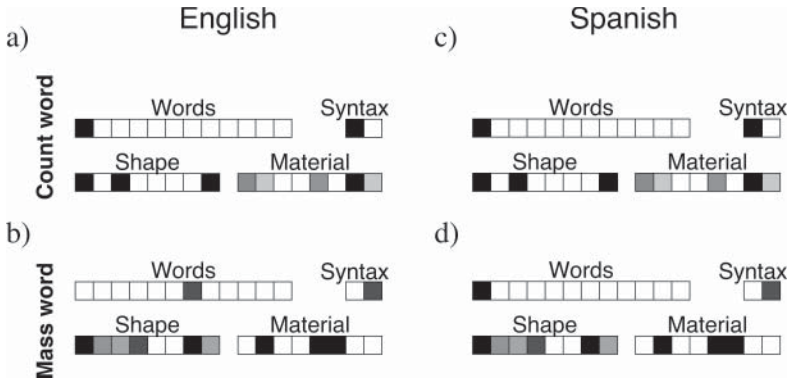 English
Spanish
a)
c)
Count word
Words
Syntax
Words
Syntax
Shape
Material
Shape
Material
b)
d)
Mass word
Words
Syntax
Words
Syntax
Shape
Material
Shape
Material